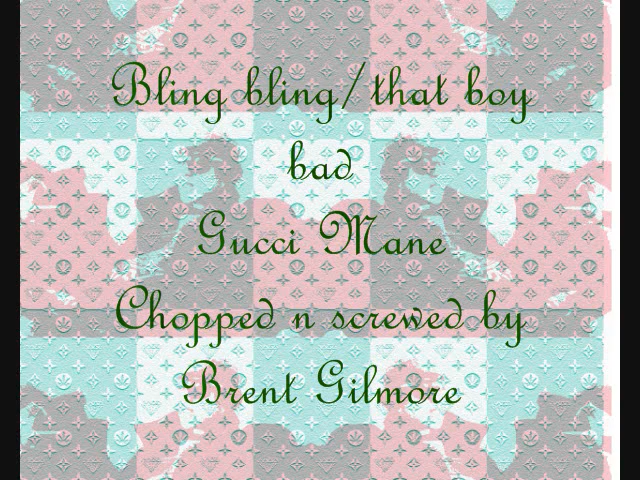 Bling bling/that boy
bad
Gucci Mane
Chopped n screwed by
Brent Gilmore